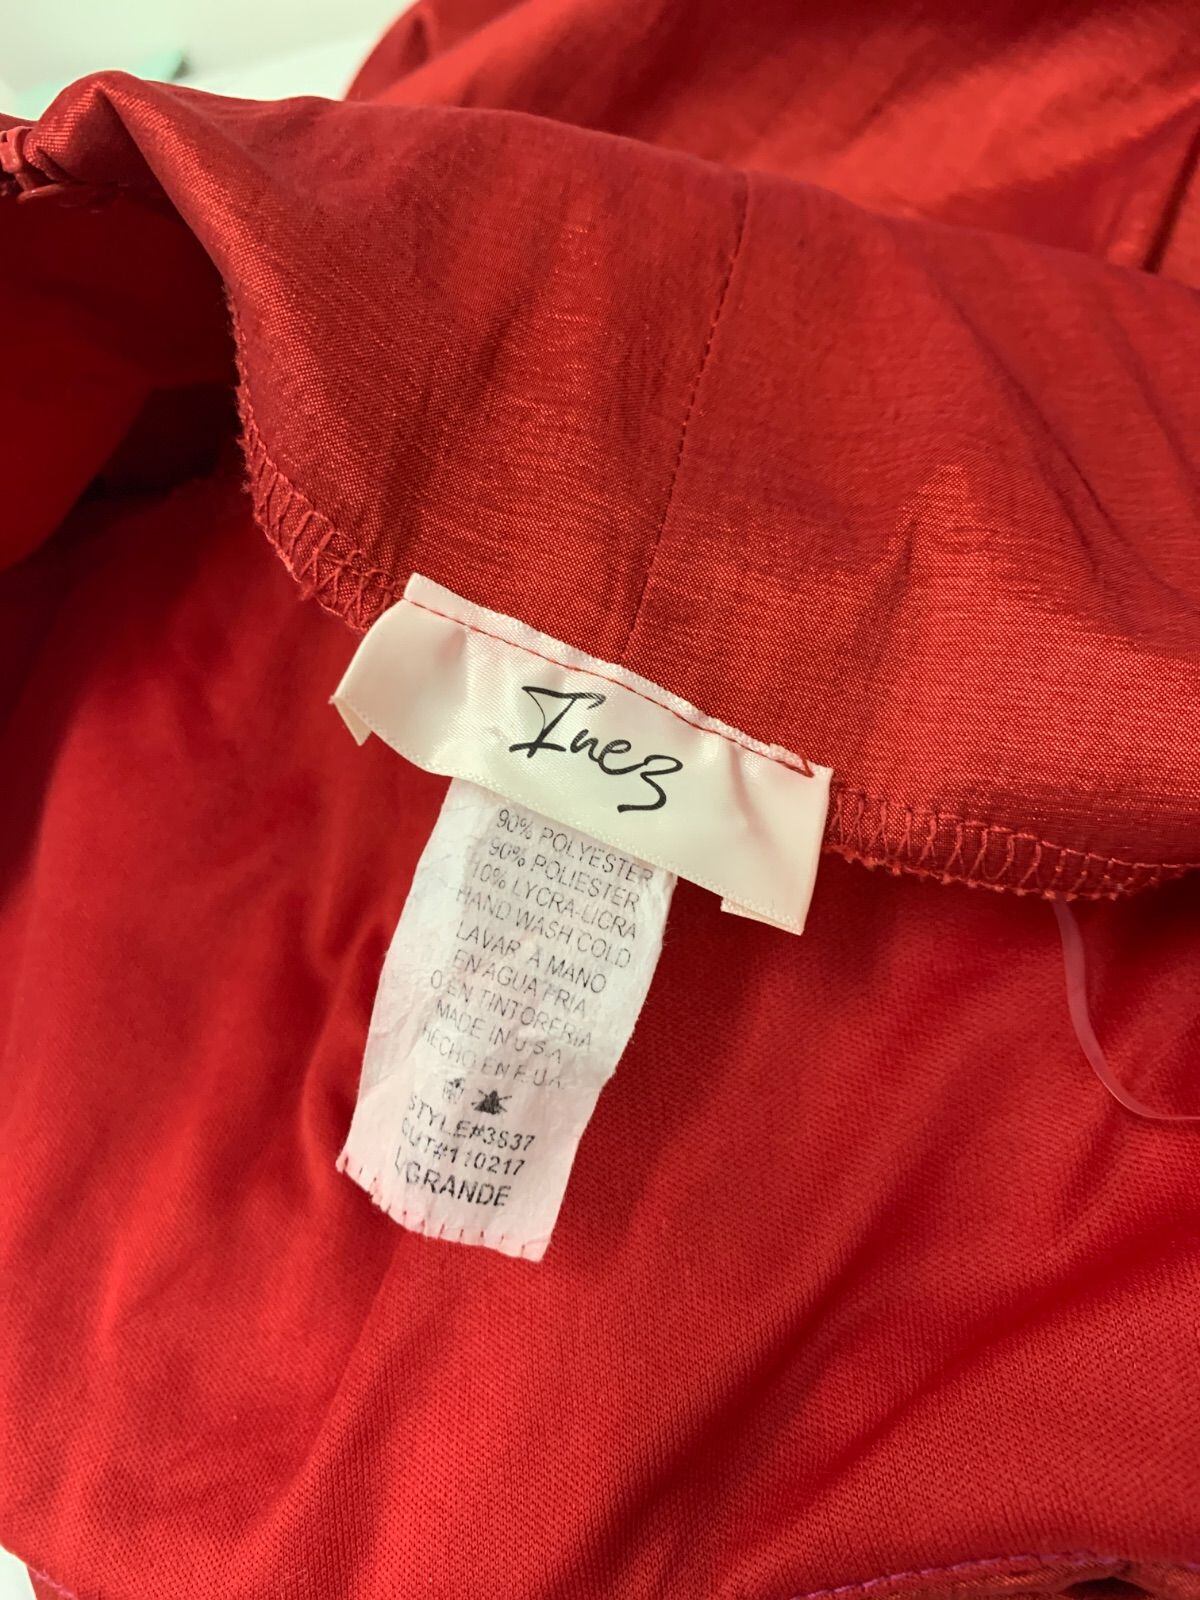 Inez
90% POLYESTER
90% POLIESTER
10% LYCRA-LICRA
HAND WASH COLD
LAVAR A MANO
EN AGUA FRIA
O EN TINTORERIA
MADE IN U.S.A
HECHO EN E.U.A.
STYLE#3S37
CUT#110217
L/GRANDE